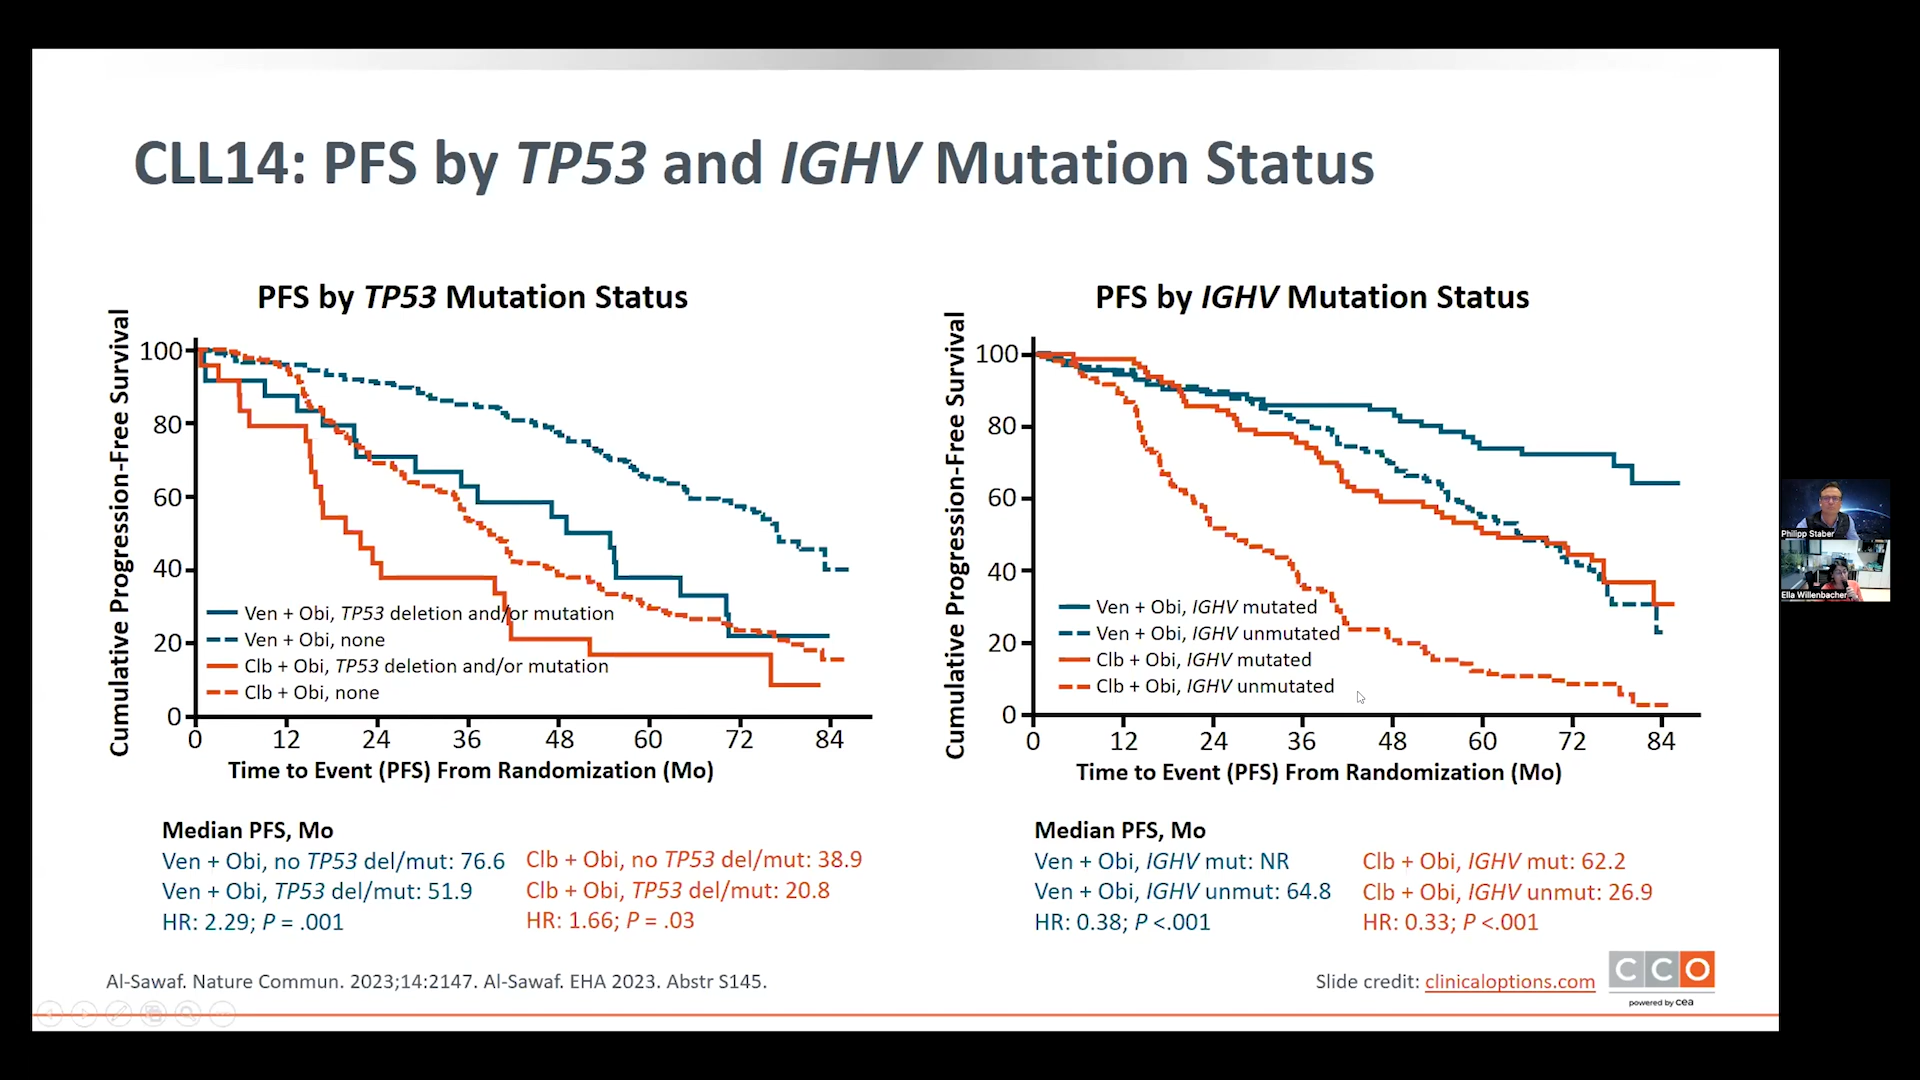 CLL14: PFS by TP53 and IGHV Mutation Status
PFS by TP53 Mutation Status
Cumulative Progression-Free Survival
100
80
60
40
20
0
Ven + Obi, TP53 deletion and/or mutation
Ven + Obi, none
Clb + Obi, TP53 deletion and/or mutation
Clb + Obi, none
0 12 24 36 48 60 72 84
Time to Event (PFS) From Randomization (Mo)
Median PFS, Mo
Ven + Obi, no TP53 del/mut: 76.6
Ven + Obi, TP53 del/mut: 51.9
HR: 2.29; P = .001
Clb + Obi, no TP53 del/mut: 38.9
Clb + Obi, TP53 del/mut: 20.8
HR: 1.66; P = .03
PFS by IGHV Mutation Status
Cumulative Progression-Free Survival
100
80
60
40
20
0
Ven + Obi, IGHV mutated
Ven + Obi, IGHV unmutated
Clb + Obi, IGHV mutated
Clb + Obi, IGHV unmutated
0 12 24 36 48 60 72 84
Time to Event (PFS) From Randomization (Mo)
Median PFS, Mo
Ven + Obi, IGHV mut: NR
Ven + Obi, IGHV unmut: 64.8
HR: 0.38; P <.001
Clb + Obi, IGHV mut: 62.2
Clb + Obi, IGHV unmut: 26.9
HR: 0.33; P <.001
Philipp Staber
Ella Willenbacher
Al-Sawaf. Nature Commun. 2023;14:2147. Al-Sawaf. EHA 2023. Abstr S145.
Slide credit: clinicaloptions.com
CCO
powered by cea